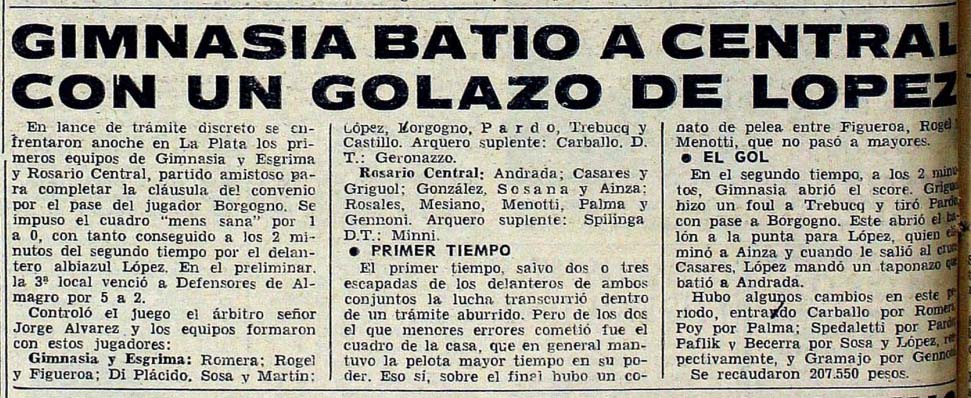 GIMNASIA BATIO A CENTRAL
CON UN GOLAZO DE LOPEZ
En lance de trámite discreto se en-
frentaron anoche en La Plata los pri-
meros equipos de Gimnasia y Esgrima
y Rosario Central, partido amistoso pa-
ra completar la cláusula del convenio
por el pase del jugador Borgogno. Se
impuso el cuadro "mens sana" por 1
a 0, con tanto conseguido a los 2 mi-
nutos del segundo tiempo por el delan-
tero albiazul López. En el preliminar.
la 3ª local venció a Defensores de Al-
magro por 5 a 2.
Controló el juego el árbitro señor
Jorge Alvarez y los equipos formaron
con estos jugadores:
Gimnasia y Esgrima: Romera; Rogel
y Figueroa; Di Plácido, Sosa y Martín;
López, Borgogno, Pardo, Trebucq y
Castillo. Arquero suplente: Carballo. D.
T.: Geronazzo.
Rosario Central: Andrada; Casares y
Griguol; González, Sosana y Ainza;
Rosales, Mesiano, Menotti, Palma y
Gennoni. Arquero suplente: Spilinga
D.T.: Minni.
● PRIMER TIEMPO
El primer tiempo, salvo dos o tres
escapadas de los delanteros de ambos
conjuntos la lucha transcurrió dentro
de un trámite aburrido. Pero de los dos
el que menores errores cometió fue el
cuadro de la casa, que en general man-
tuvo la pelota mayor tiempo en su po-
der. Eso sí, sobre el final hubo un co-
nato de pelea entre Figueroa, Rogel
Menotti, que no pasó a mayores.
● EL GOL
En el segundo tiempo, a los 2 minu-
tos, Gimnasia abrió el score. Griguol
hizo un foul a Trebucq y tiró Pardo
con pase a Borgogno. Este abrió el ba-
lón a la punta para López, quien eli-
minó a Ainza y cuando le salió al cruce
Casares, López mandó un taponazo que
batió a Andrada.
Hubo algunos cambios en este pe-
ríodo, entrando Carballo por Romera,
Poy por Palma; Spedaletti por Pardo,
Paflik y Becerra por Sosa y López, res-
pectivamente, y Gramajo por Gennoni.
Se recaudaron 207.550 pesos.